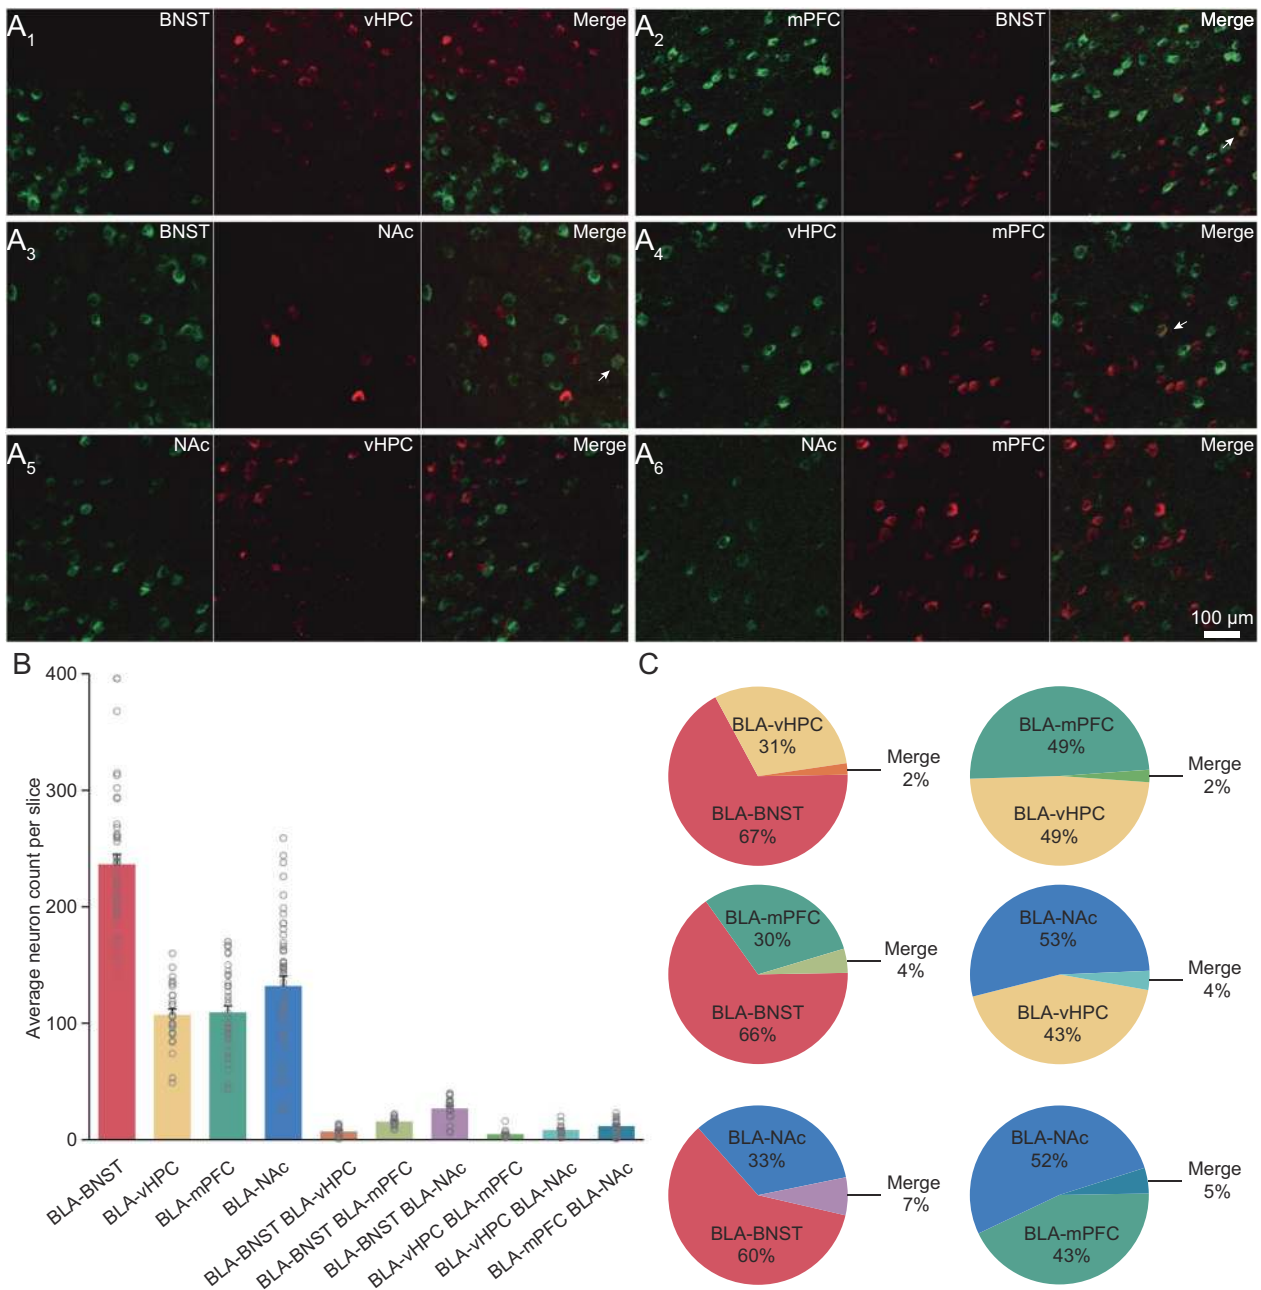 A1 BNST vHPC Merge
A2 mPFC BNST Merge
A3 BNST NAc Merge
A4 vHPC mPFC Merge
A5 NAc vHPC Merge
A6 NAc mPFC Merge
100 µm
B
400
300
200
100
0
Average neuron count per slice
BLA-BNST
BLA-vHPC
BLA-mPFC
BLA-NAc
BLA-BNST BLA-vHPC
BLA-BNST BLA-mPFC
BLA-BNST BLA-NAc
BLA-vHPC BLA-mPFC
BLA-vHPC BLA-NAc
BLA-mPFC BLA-NAc
C
BLA-vHPC
31%
Merge
2%
BLA-BNST
67%
BLA-mPFC
49%
Merge
2%
BLA-vHPC
49%
BLA-mPFC
30%
Merge
4%
BLA-BNST
66%
BLA-NAc
53%
Merge
4%
BLA-vHPC
43%
BLA-NAc
33%
Merge
7%
BLA-BNST
60%
BLA-NAc
52%
Merge
5%
BLA-mPFC
43%